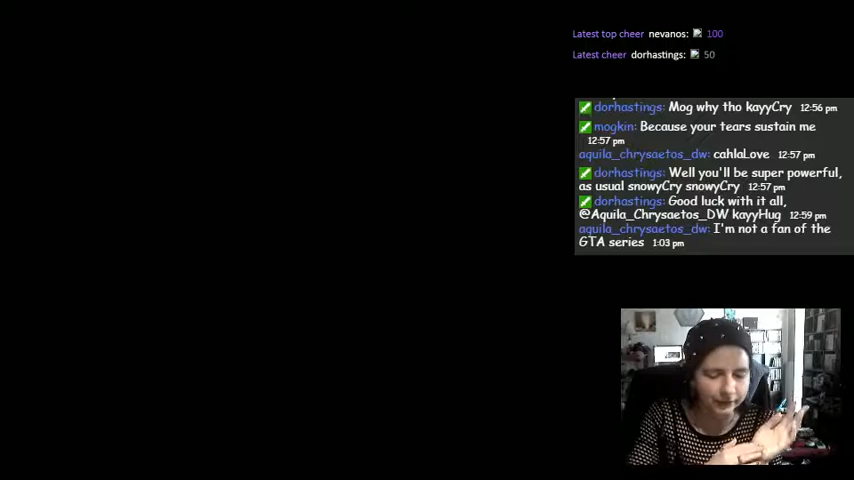 Latest top cheer nevanos: 100
Latest cheer dorhastings: 50
dorhastings: Mog why tho kayyCry 12:56 pm
mogkin: Because your tears sustain me
12:57 pm
aquila_chrysaetos_dw: cahlaLove 12:57 pm
dorhastings: Well you'll be super powerful,
as usual snowyCry snowyCry 12:57 pm
dorhastings: Good luck with it all,
@Aquila_Chrysaetos_DW kayyHug 12:59 pm
aquila_chrysaetos_dw: I'm not a fan of the
GTA series 1:03 pm